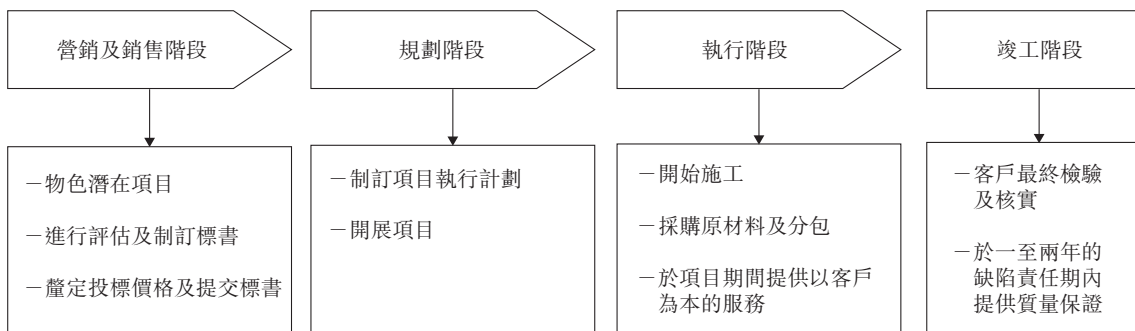 營銷及銷售階段
規劃階段
執行階段
竣工階段
－物色潛在項目
－進行評估及制訂標書
－釐定投標價格及提交標書
－制訂項目執行計劃
－開展項目
－開始施工
－採購原材料及分包
－於項目期間提供以客戶
為本的服務
－客戶最終檢驗
及核實
－於一至兩年的
缺陷責任期內
提供質量保證